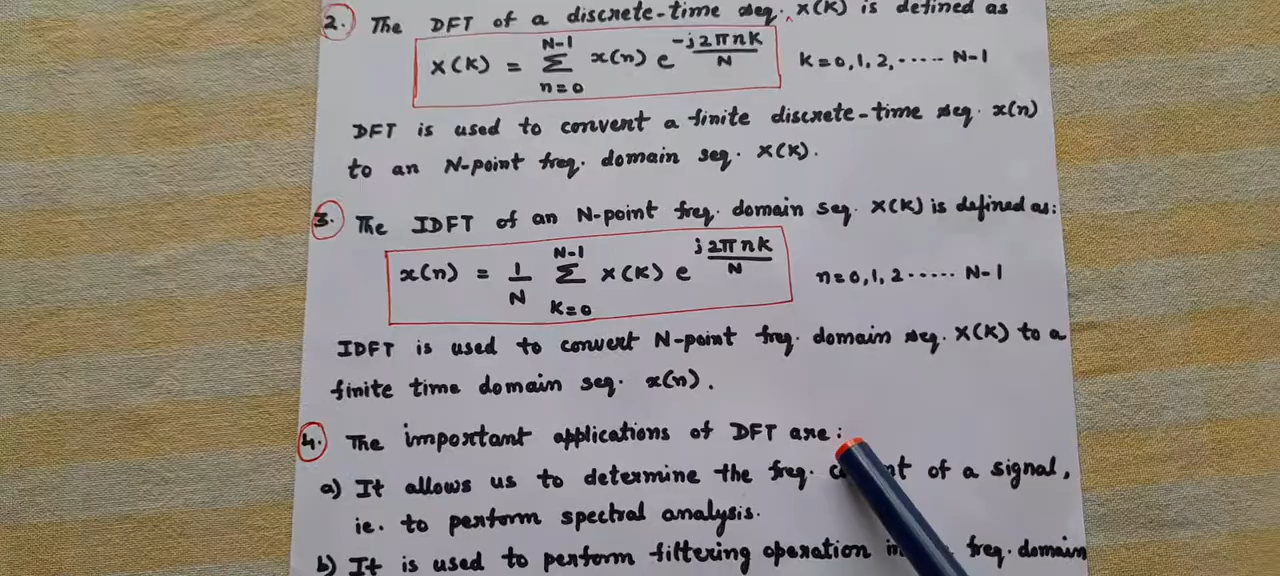 2. The DFT of a discrete-time seq. ^ x(k) is defined as
X(k) = N-1 Σ n=0 x(n) e -j2πnk/N k=0,1,2,..... N-1
DFT is used to convert a finite discrete-time seq. x(n)
to an N-point freq. domain seq. X(k).
3. The IDFT of an N-point freq. domain seq. X(k) is defined as:
x(n) = 1/N N-1 Σ k=0 X(k) e j2πnk/N n=0,1,2...... N-1
IDFT is used to convert N-point freq. domain seq. X(k) to a
finite time domain seq. x(n).
4. The important applications of DFT are:
a) It allows us to determine the freq. of a signal,
ie. to perform spectral analysis.
b) It is used to perform filtering operation freq. domain